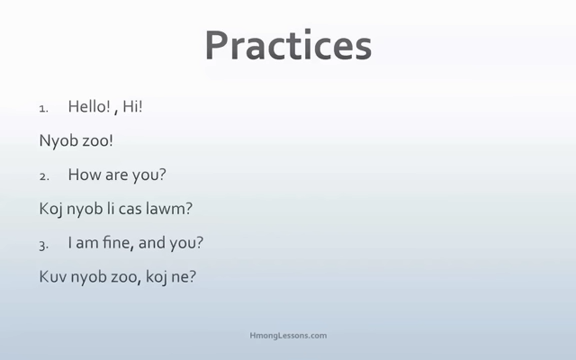 Practices
1. Hello! , Hi!
Nyob zoo!
2. How are you?
Koj nyob li cas lawm?
3. I am fine, and you?
Kuv nyob zoo, koj ne?
HmongLessons.com